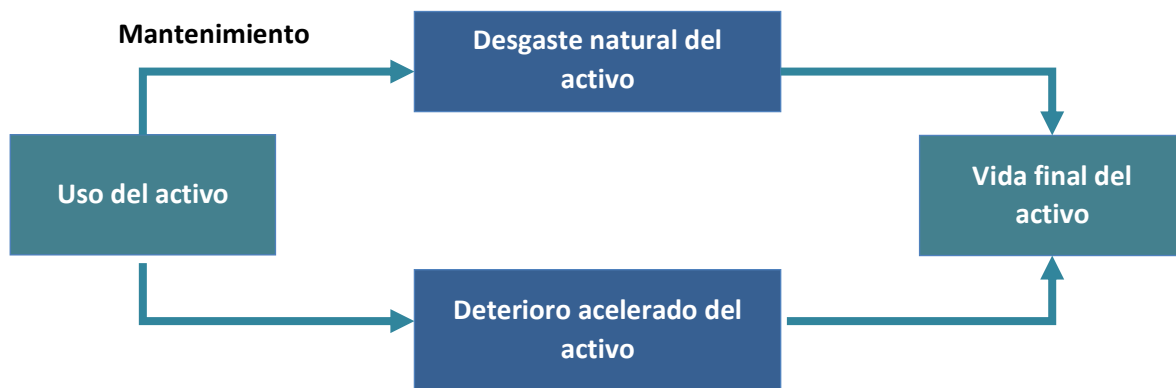 Mantenimiento
Desgaste natural del
activo
Uso del activo
Vida final del
activo
Deterioro acelerado del
activo